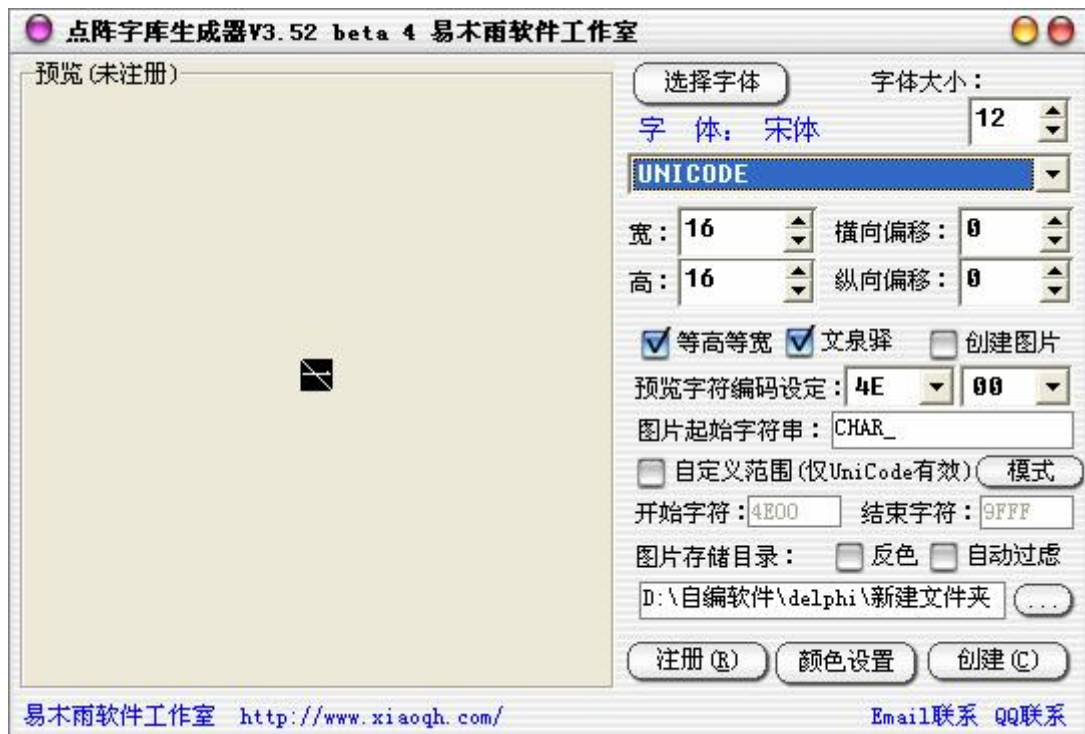 点阵字库生成器V3.52 beta 4 易木雨软件工作室
预览(未注册)
选择字体 字体大小：
字 体： 宋体 12
UNICODE
宽： 16 横向偏移： 0
高： 16 纵向偏移： 0
等高等宽 文泉驿 创建图片
预览字符编码设定： 4E 00
图片起始字符串： CHAR_
自定义范围(仅UniCode有效) 模式
开始字符： 4E00 结束字符： 9FFF
图片存储目录： 反色 自动过虑
D:\自编软件\delphi\新建文件夹 (...)
注册(R) 颜色设置 创建(C)
易木雨软件工作室 http://www.xiaoqh.com/ Email联系 QQ联系